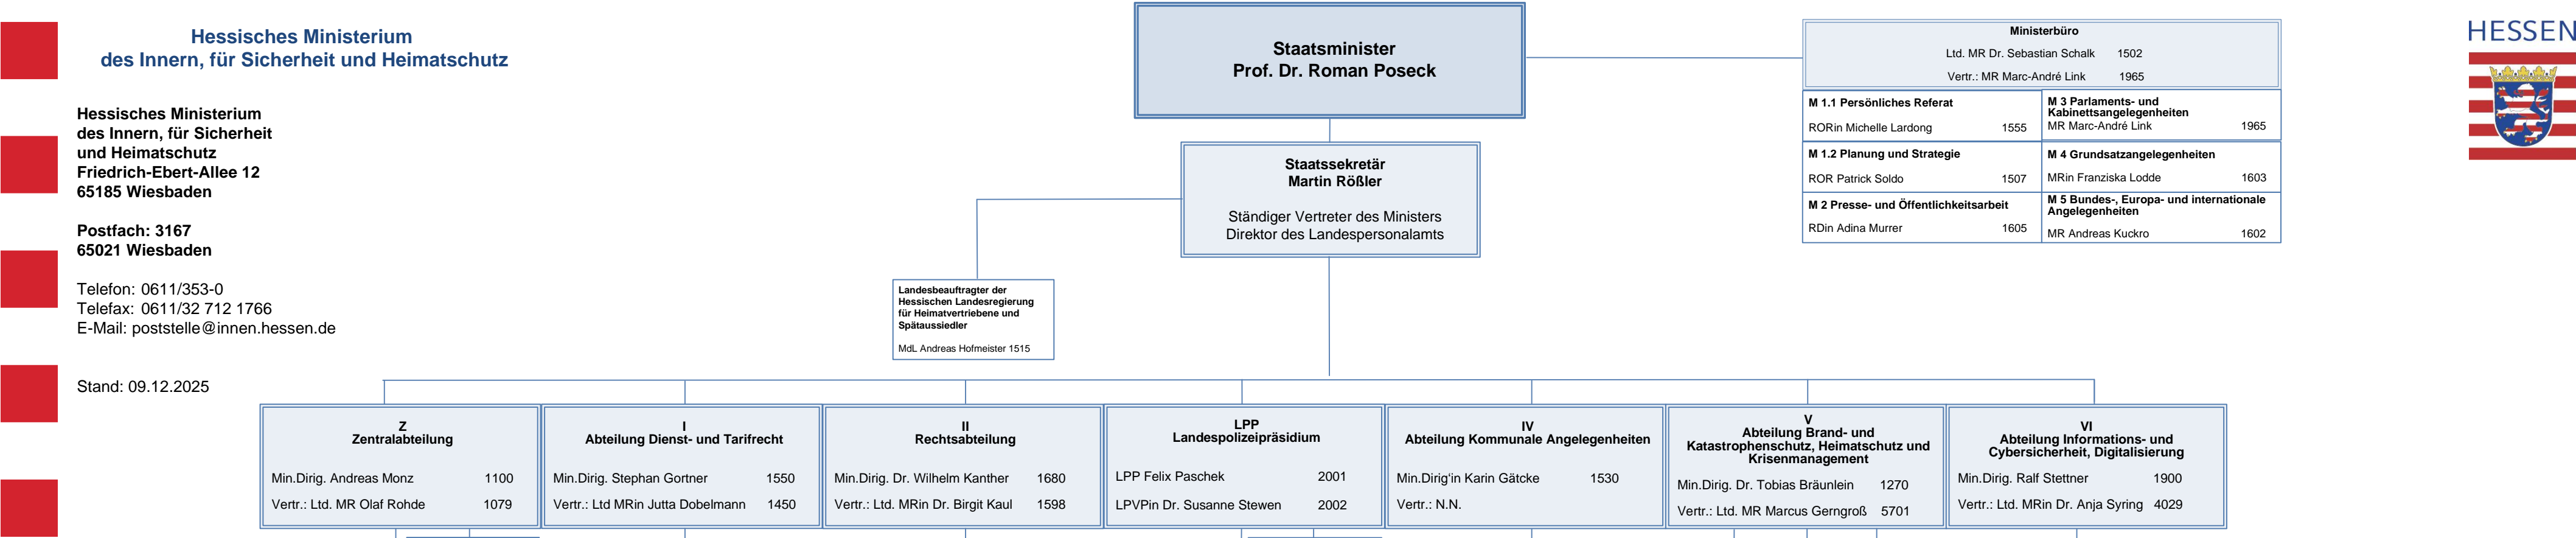 Hessisches Ministerium
des Innern, für Sicherheit und Heimatschutz
Hessisches Ministerium
des Innern, für Sicherheit
und Heimatschutz
Friedrich-Ebert-Allee 12
65185 Wiesbaden
Postfach: 3167
65021 Wiesbaden
Telefon: 0611/353-0
Telefax: 0611/32 712 1766
E-Mail: poststelle@innen.hessen.de
Stand: 09.12.2025
Staatsminister
Prof. Dr. Roman Poseck
Staatssekretär
Martin Rößler
Ständiger Vertreter des Ministers
Direktor des Landespersonalamts
Landesbeauftragter der
Hessischen Landesregierung
für Heimatvertriebene und
Spätaussiedler
MdL Andreas Hofmeister 1515
Ministerbüro
Ltd. MR Dr. Sebastian Schalk 1502
Vertr.: MR Marc-André Link 1965
M 1.1 Persönliches Referat
RORin Michelle Lardong 1555
M 3 Parlaments- und
Kabinettsangelegenheiten
MR Marc-André Link 1965
M 1.2 Planung und Strategie
ROR Patrick Soldo 1507
M 4 Grundsatzangelegenheiten
MRin Franziska Lodde 1603
M 2 Presse- und Öffentlichkeitsarbeit
RDin Adina Murrer 1605
M 5 Bundes-, Europa- und internationale
Angelegenheiten
MR Andreas Kuckro 1602
HESSEN
Z
Zentralabteilung
Min.Dirig. Andreas Monz 1100
Vertr.: Ltd. MR Olaf Rohde 1079
I
Abteilung Dienst- und Tarifrecht
Min.Dirig. Stephan Gortner 1550
Vertr.: Ltd MRin Jutta Dobelmann 1450
II
Rechtsabteilung
Min.Dirig. Dr. Wilhelm Kanther 1680
Vertr.: Ltd. MRin Dr. Birgit Kaul 1598
LPP
Landespolizeipräsidium
LPP Felix Paschek 2001
LPVPin Dr. Susanne Stewen 2002
IV
Abteilung Kommunale Angelegenheiten
Min.Dirig'in Karin Gätcke 1530
Vertr.: N.N.
V
Abteilung Brand- und
Katastrophenschutz, Heimatschutz und
Krisenmanagement
Min.Dirig. Dr. Tobias Bräunlein 1270
Vertr.: Ltd. MR Marcus Gerngroß 5701
VI
Abteilung Informations- und
Cybersicherheit, Digitalisierung
Min.Dirig. Ralf Stettner 1900
Vertr.: Ltd. MRin Dr. Anja Syring 4029